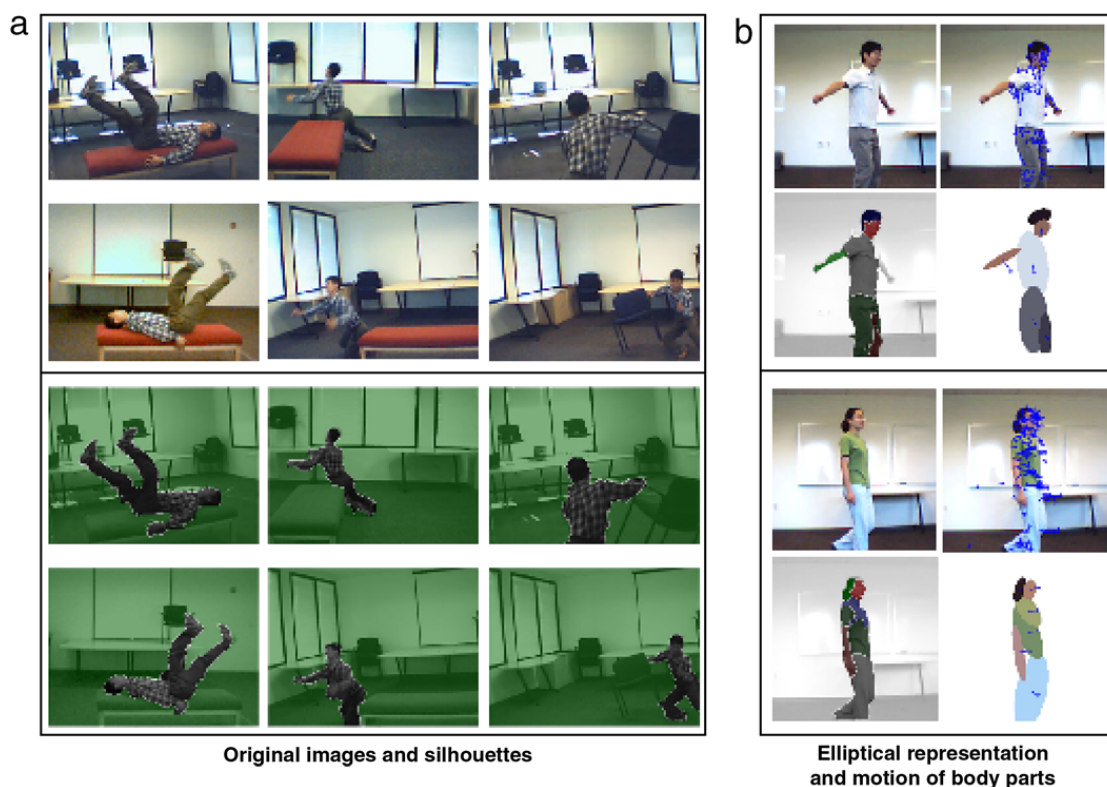 a
b
Original images and silhouettes
Elliptical representation
and motion of body parts